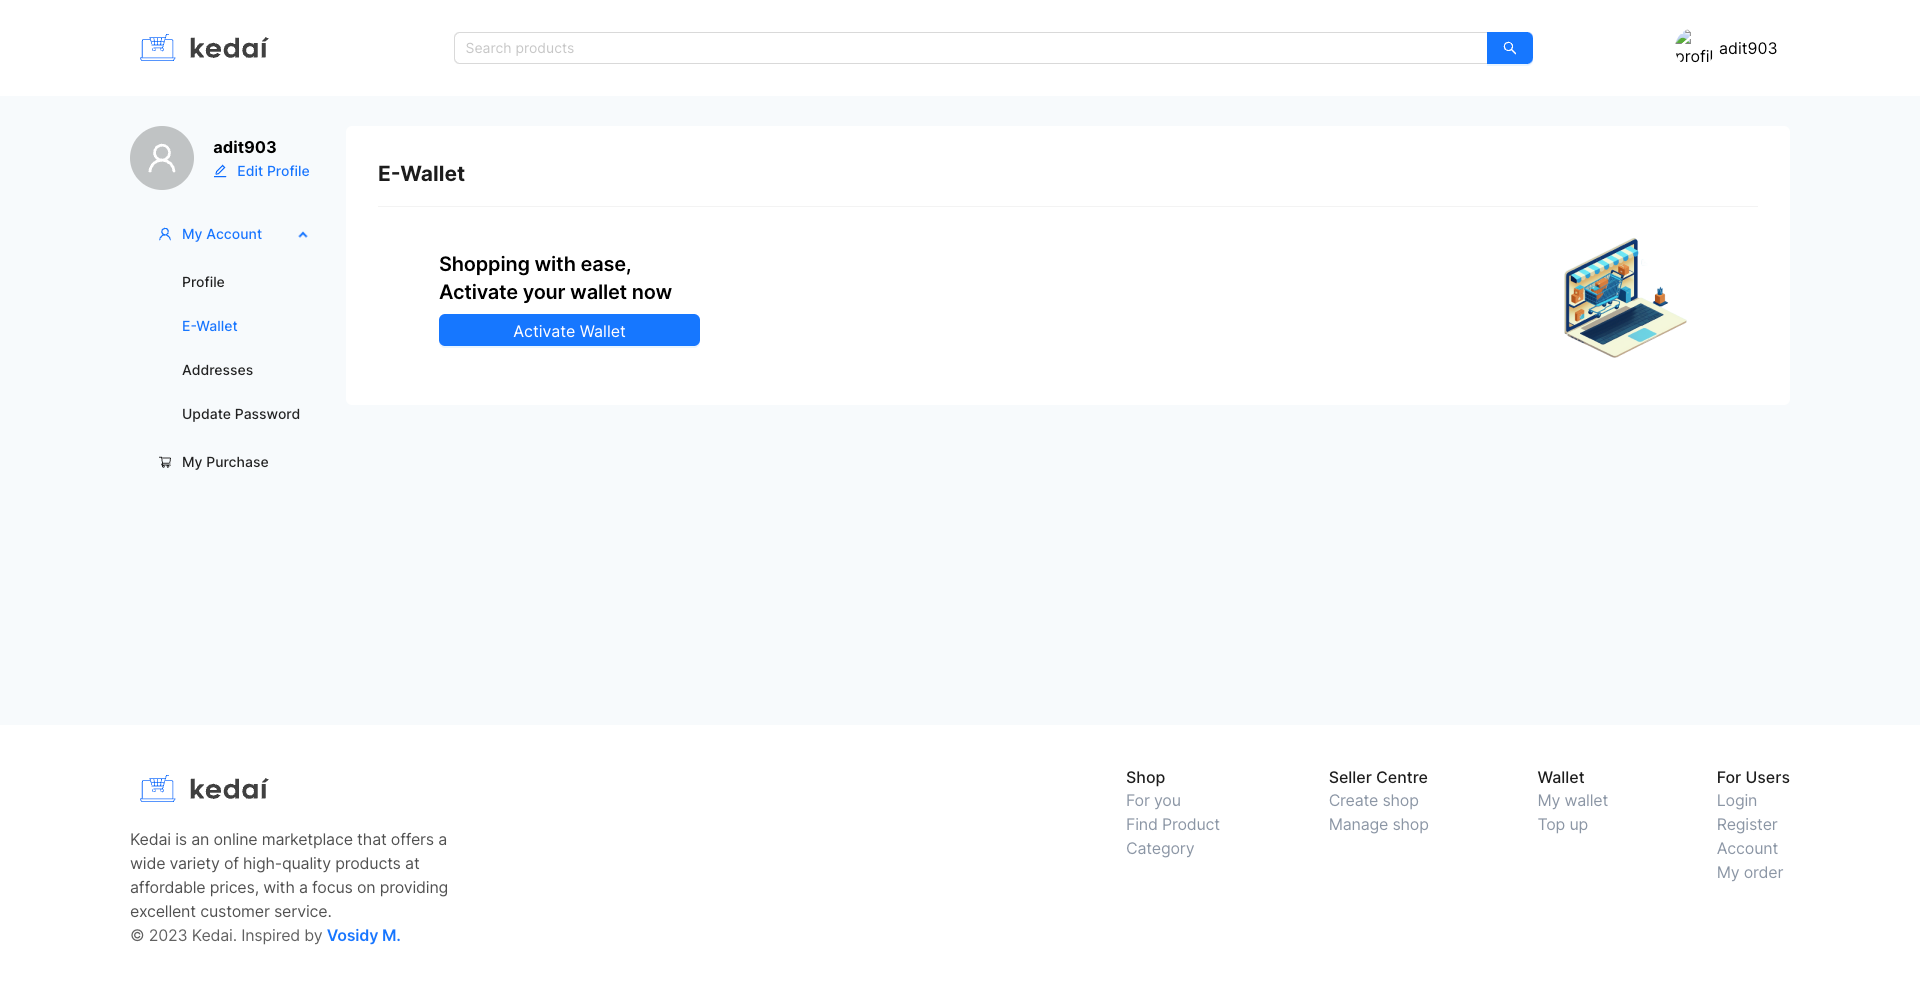 kedaí
Search products
profil
adit903
adit903
Edit Profile
My Account
Profile
E-Wallet
Addresses
Update Password
My Purchase
E-Wallet
Shopping with ease,
Activate your wallet now
Activate Wallet
kedaí
Kedai is an online marketplace that offers a
wide variety of high-quality products at
affordable prices, with a focus on providing
excellent customer service.
© 2023 Kedai. Inspired by Vosidy M.
Shop
For you
Find Product
Category
Seller Centre
Create shop
Manage shop
Wallet
My wallet
Top up
For Users
Login
Register
Account
My order